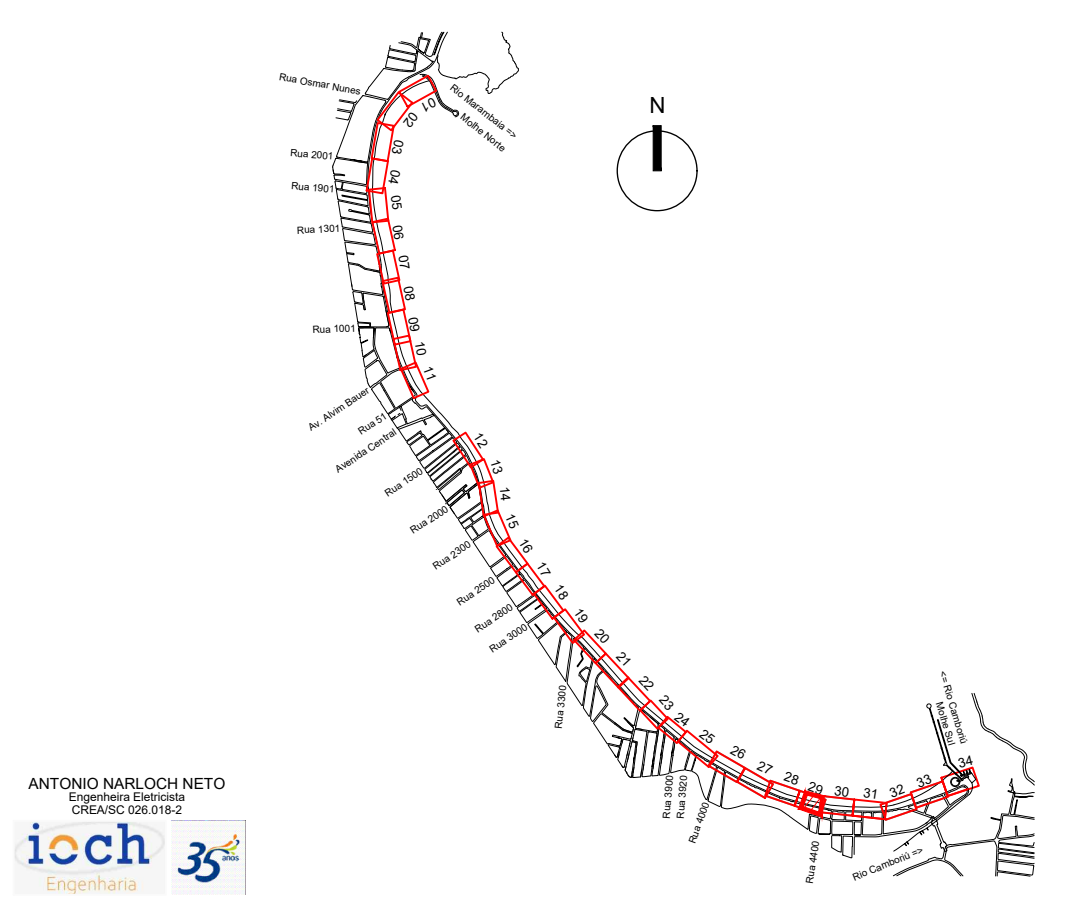 Rua Osmar Nunes
Rio Marambaia =>
Molhe Norte
01
02
03
04
05
06
07
08
09
10
11
Rua 2001
Rua 1901
Rua 1301
Rua 1001
Av. Alvim Bauer
Rua 51
Avenida Central
Rua 1500
Rua 2000
Rua 2300
Rua 2500
Rua 2800
Rua 3000
Rua 3300
Rua 3900
Rua 3920
Rua 4000
Rua 4400
N
12
13
14
15
16
17
18
19
20
21
22
23
24
25
26
27
28
29
30
31
32
33
34
<= Rio Camboriú
Molhe Sul
Rio Camboriú =>
ANTONIO NARLOCH NETO
Engenheira Eletricista
CREA/SC 026.018-2
ioch
Engenharia
35 anos